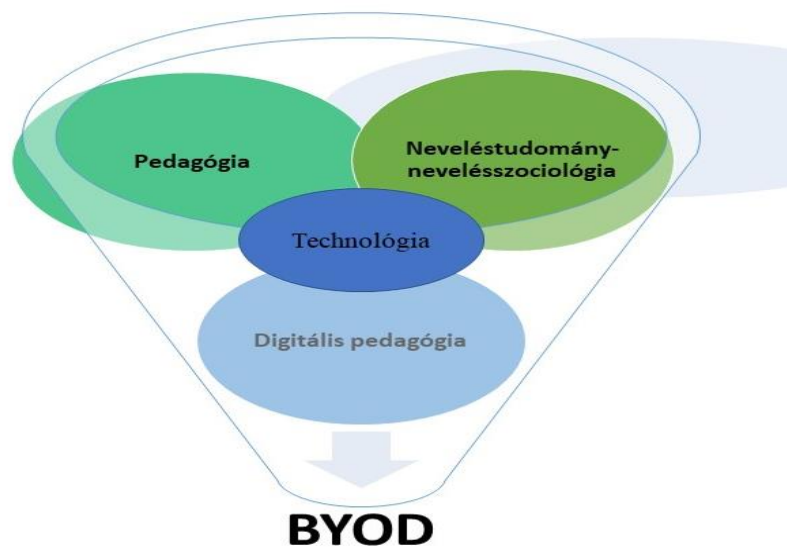 Pedagógia
Neveléstudomány-
nevelésszociológia
Technológia
Digitális pedagógia
BYOD